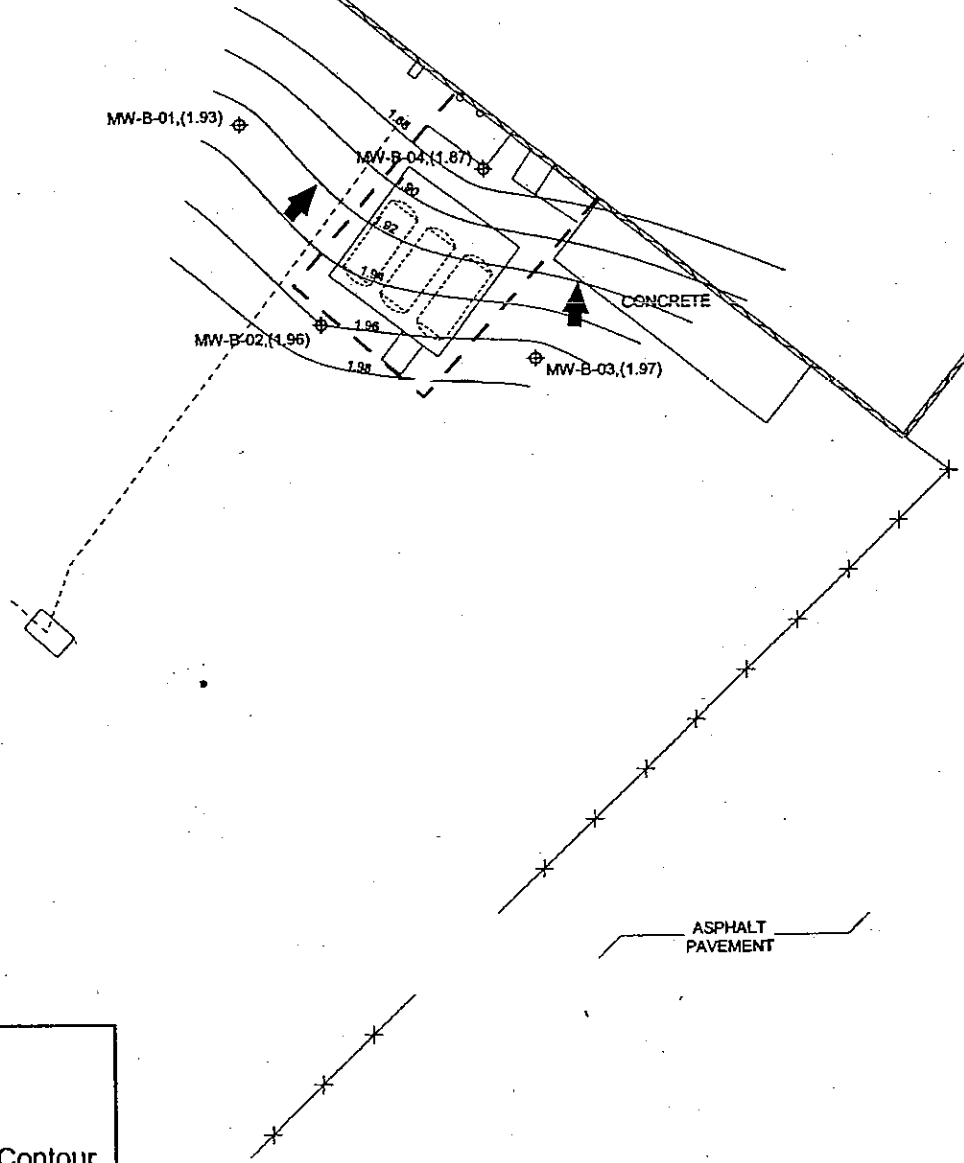 MW-B-01,(1.93)
1.88
MW-B-04,(1.87)
.90
1.92
1.94
CONCRETE
MW-B-02,(1.96)
1.96
1.98
MW-B-03,(1.97)
ASPHALT
PAVEMENT
Contour